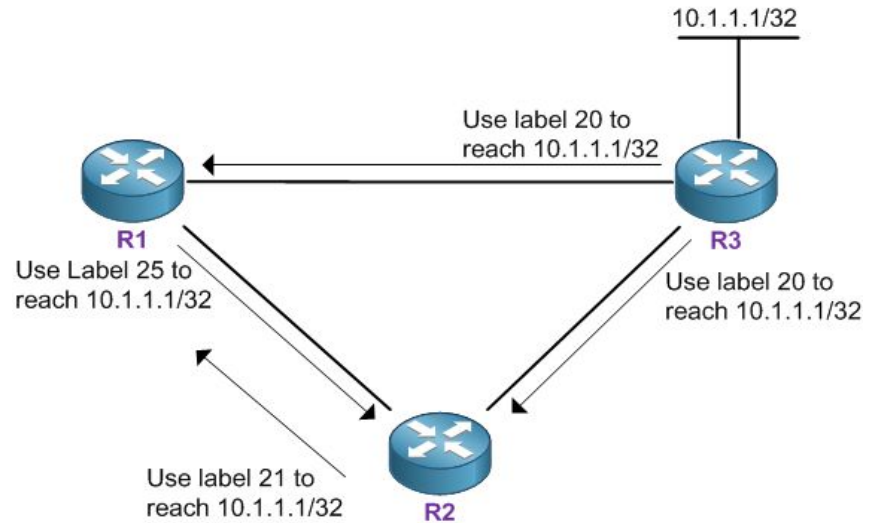 10.1.1.1/32
Use label 20 to
reach 10.1.1.1/32
R1
R3
Use Label 25 to
reach 10.1.1.1/32
Use label 20 to
reach 10.1.1.1/32
Use label 21 to
reach 10.1.1.1/32
R2